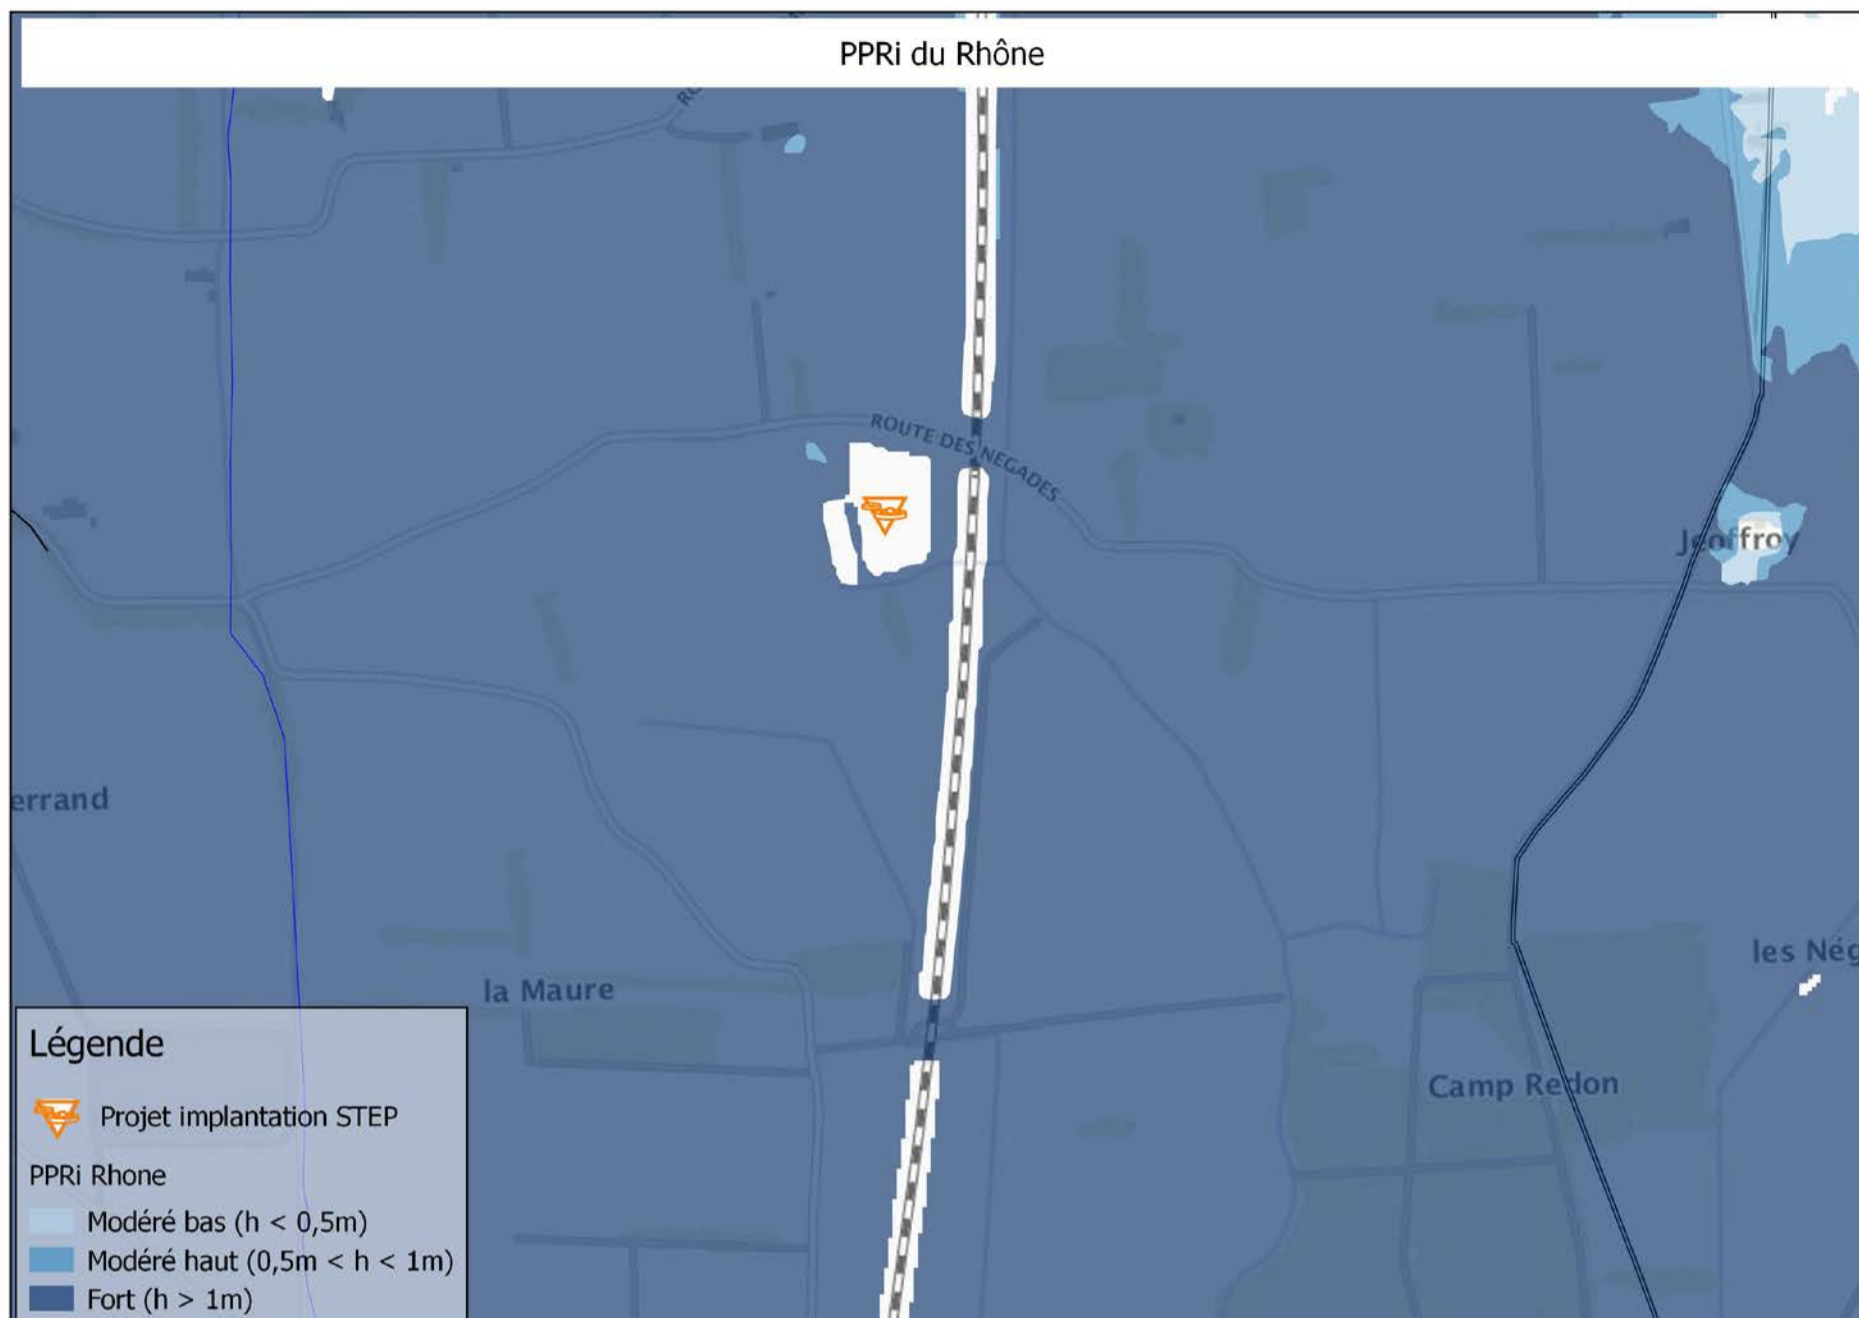 PPRi du Rhône
ROUTE DES NEGADES
Jeoffroy
errand
la Maure
les Nég
Camp Redon
Légende
Projet implantation STEP
PPRi Rhone
Modéré bas (h < 0,5m)
Modéré haut (0,5m < h < 1m)
Fort (h > 1m)